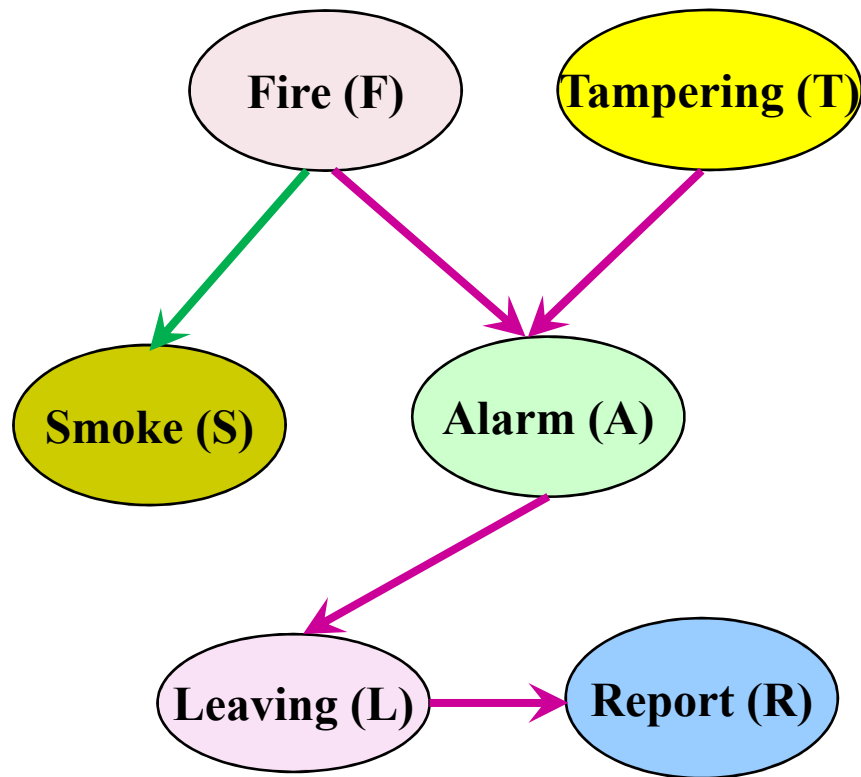 Fire (F)
Tampering (T)
Smoke (S)
Alarm (A)
Leaving (L)
Report (R)